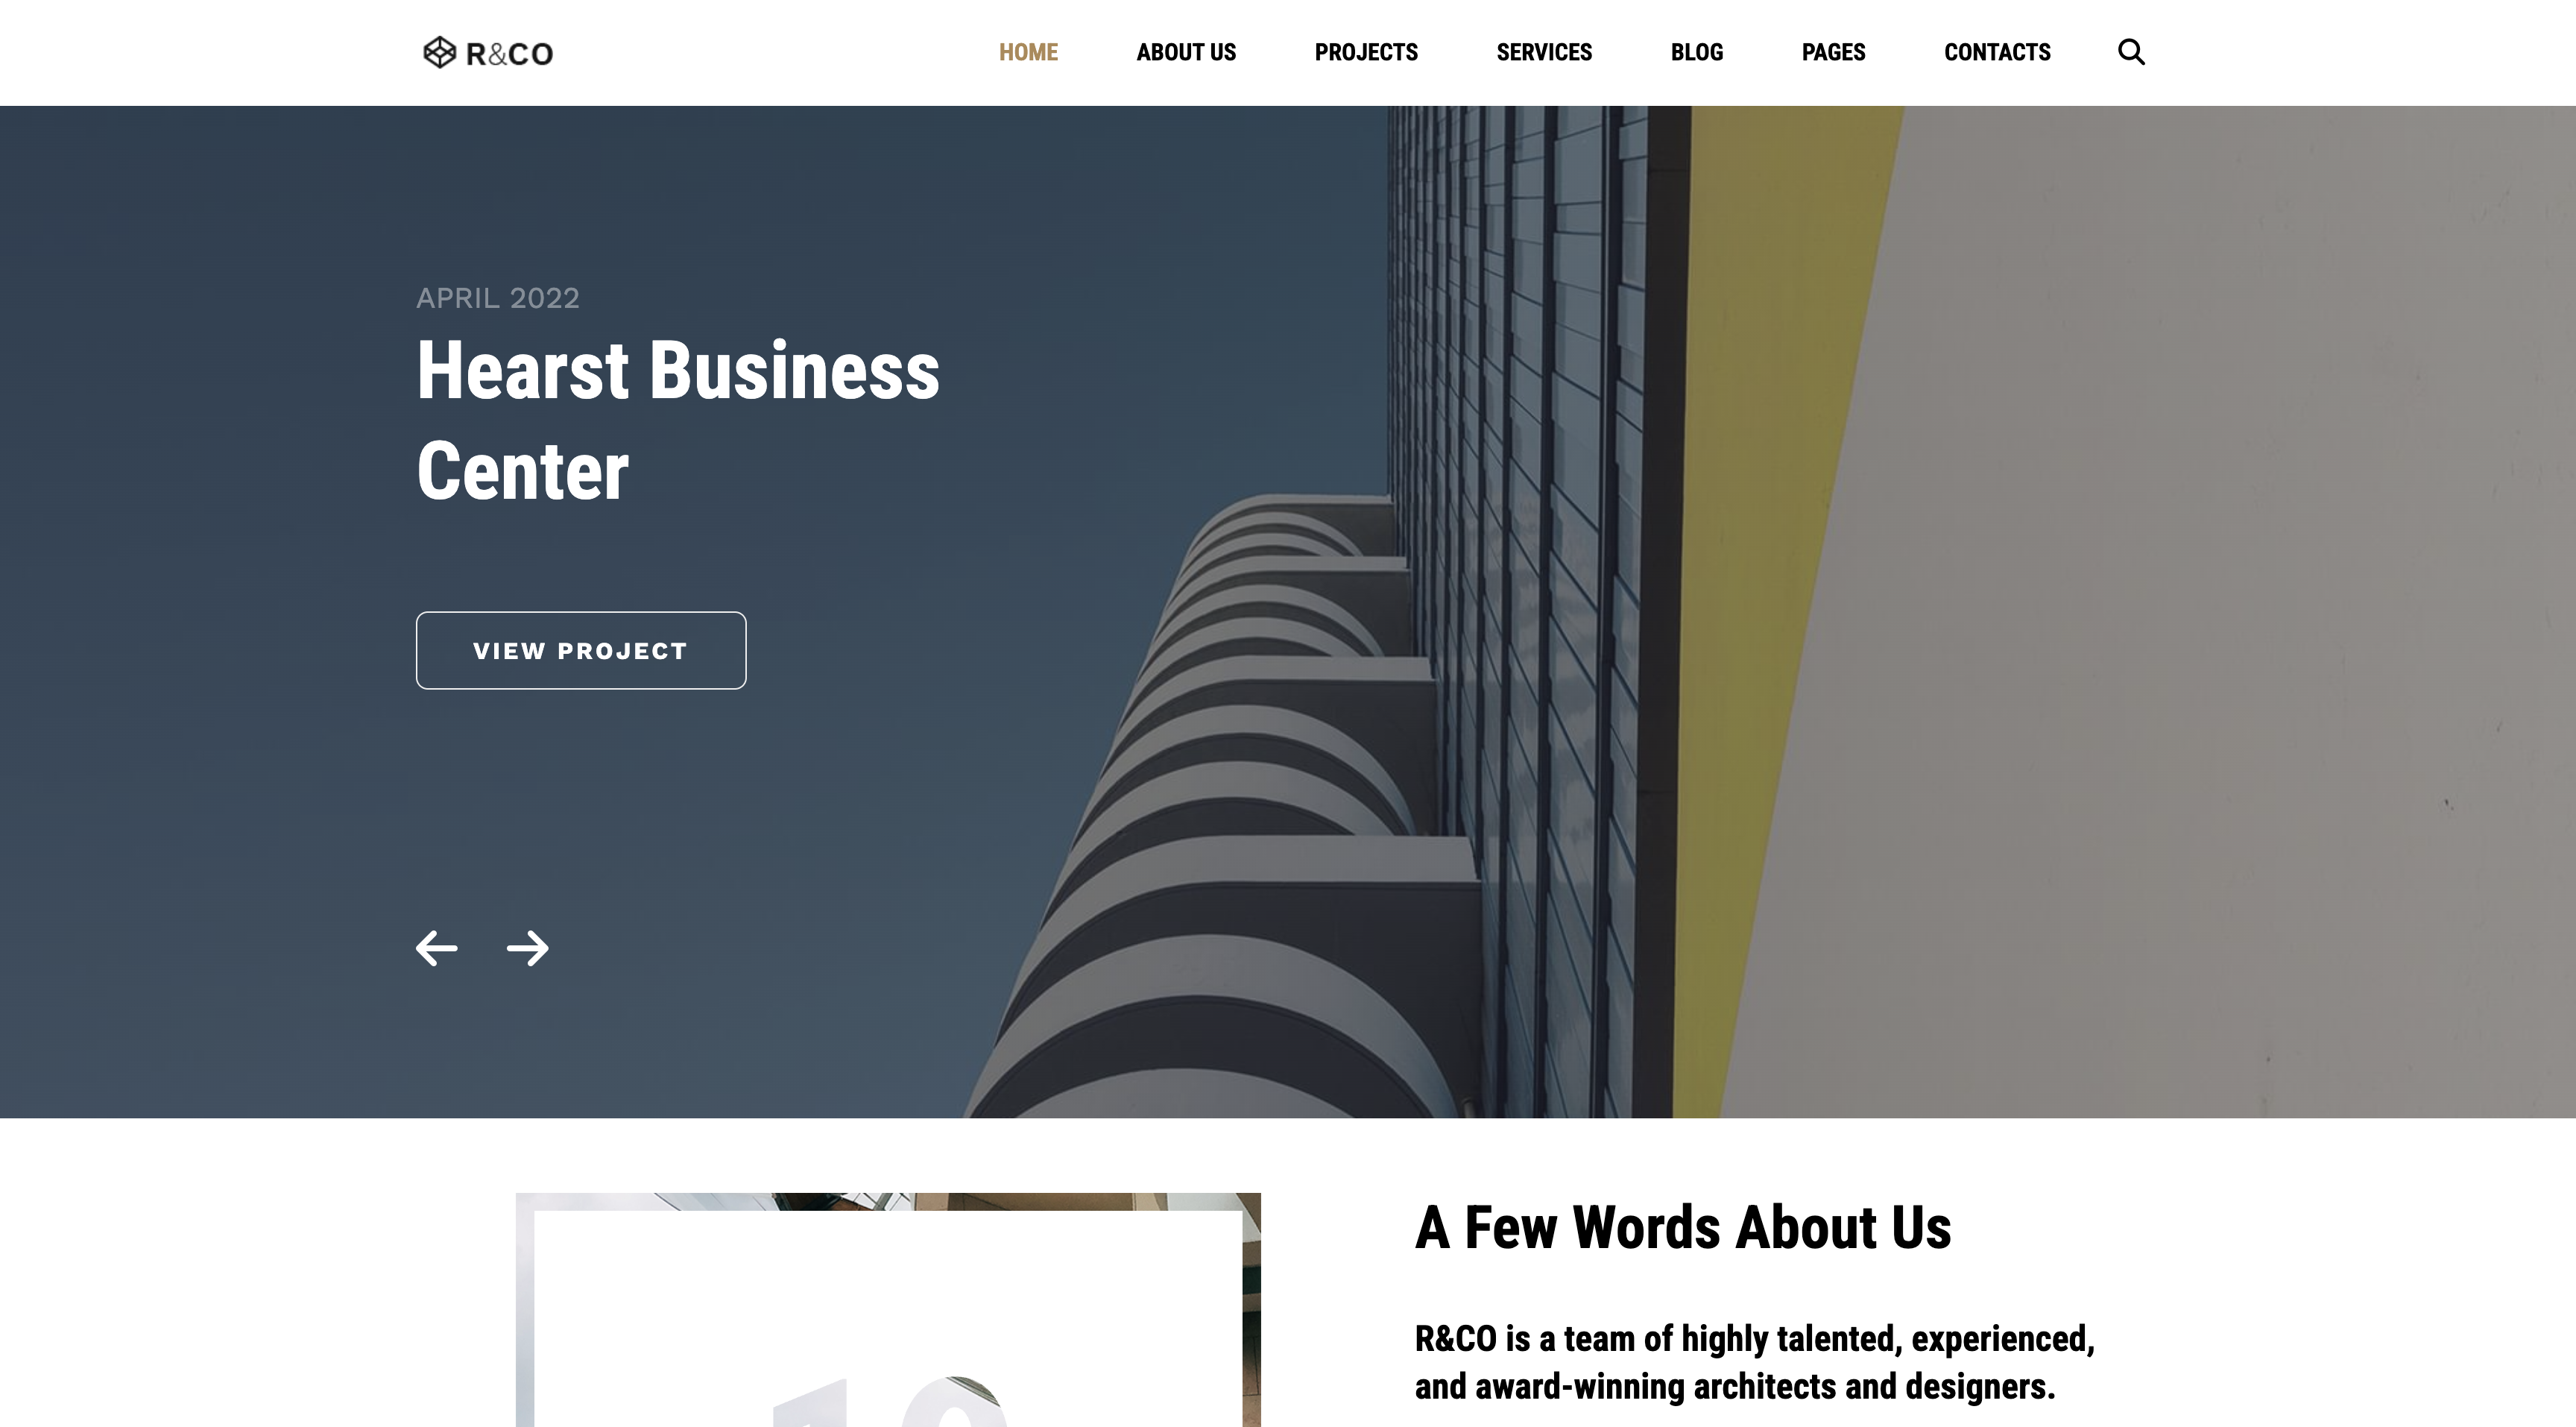 R&CO
HOME ABOUT US PROJECTS SERVICES BLOG PAGES CONTACTS
APRIL 2022
Hearst Business
Center
VIEW PROJECT
A Few Words About Us
R&CO is a team of highly talented, experienced,
and award-winning architects and designers.